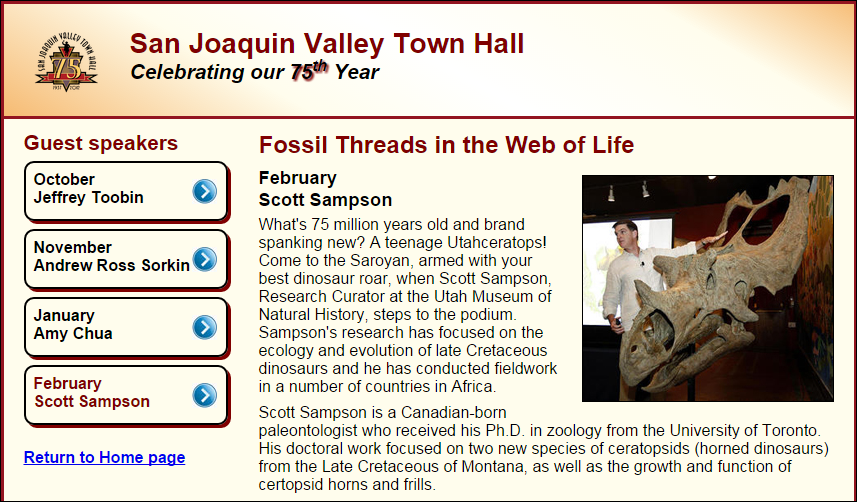 SAN JOAQUIN VALLEY TOWN HALL
75
San Joaquin Valley Town Hall
Celebrating our 75th Year
Guest speakers
October
Jeffrey Toobin
November
Andrew Ross Sorkin
January
Amy Chua
February
Scott Sampson
Return to Home page
Fossil Threads in the Web of Life
February
Scott Sampson
What's 75 million years old and brand
spanking new? A teenage Utahceratops!
Come to the Saroyan, armed with your
best dinosaur roar, when Scott Sampson,
Research Curator at the Utah Museum of
Natural History, steps to the podium.
Sampson's research has focused on the
ecology and evolution of late Cretaceous
dinosaurs and he has conducted fieldwork
in a number of countries in Africa.
Scott Sampson is a Canadian-born
paleontologist who received his Ph.D. in zoology from the University of Toronto.
His doctoral work focused on two new species of ceratopsids (horned dinosaurs)
from the Late Cretaceous of Montana, as well as the growth and function of
certopsid horns and frills.